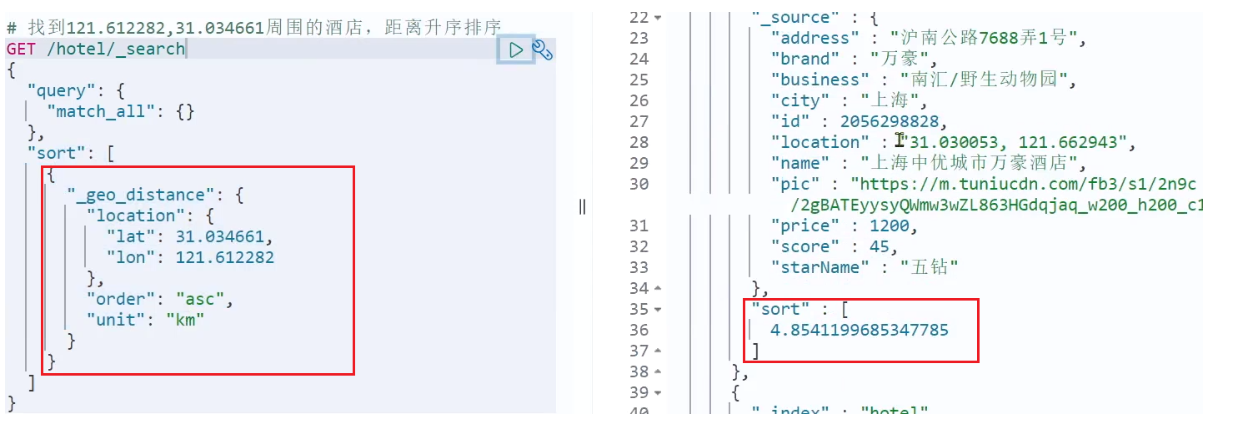 # 找到121.612282,31.034661周围的酒店，距离升序排序
GET /hotel/_search
{
"query": {
"match_all": {}
},
"sort": [
{
"_geo_distance": {
"location": {
"lat": 31.034661,
"lon": 121.612282
},
"order": "asc",
"unit": "km"
}
}
]
}
22 "_source" : {
23 "address" : "沪南公路7688弄1号",
24 "brand" : "万豪",
25 "business" : "南汇/野生动物园",
26 "city" : "上海",
27 "id" : 2056298828,
28 "location" : "31.030053, 121.662943",
29 "name" : "上海中优城市万豪酒店",
30 "pic" : "https://m.tuniucdn.com/fb3/s1/2n9c
/2gBATEyysyQWmw3wZL863HGdqjaq_w200_h200_c1
31 "price" : 1200,
32 "score" : 45,
33 "starName" : "五钻"
34 },
35 "sort" : [
36 4.8541199685347785
37 ]
38 },
39 {
40 "_index" : "hotel"